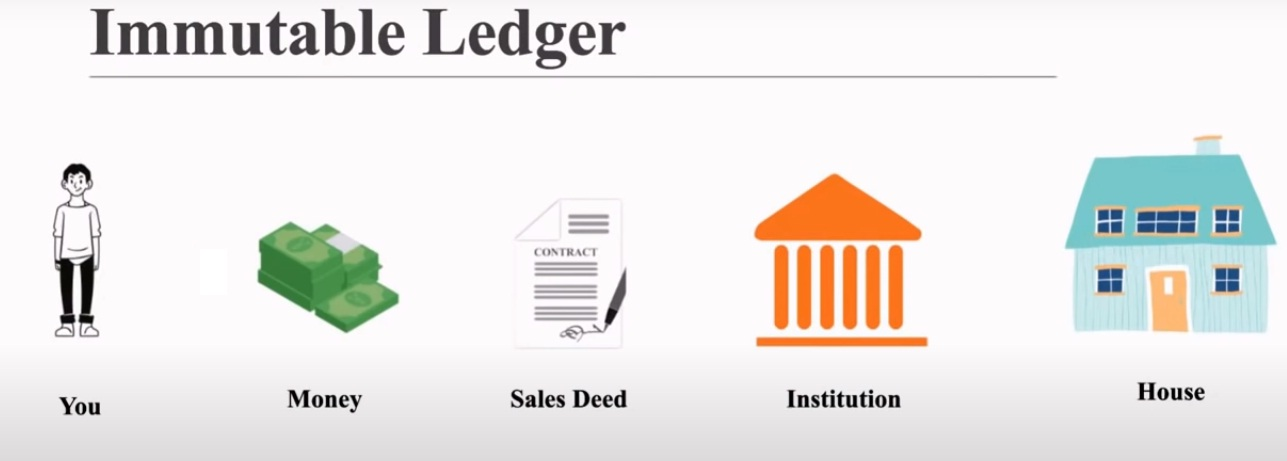 Immutable Ledger
CONTRACT
You
Money
Sales Deed
Institution
House